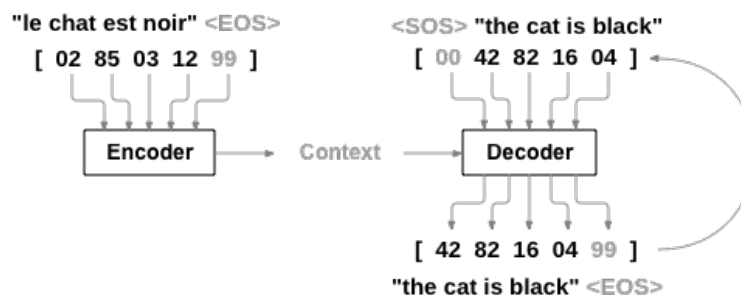 "le chat est noir" <EOS>
[ 02 85 03 12 99 ]
Encoder
Context
<SOS> "the cat is black"
[ 00 42 82 16 04 ]
Decoder
[ 42 82 16 04 99 ]
"the cat is black" <EOS>